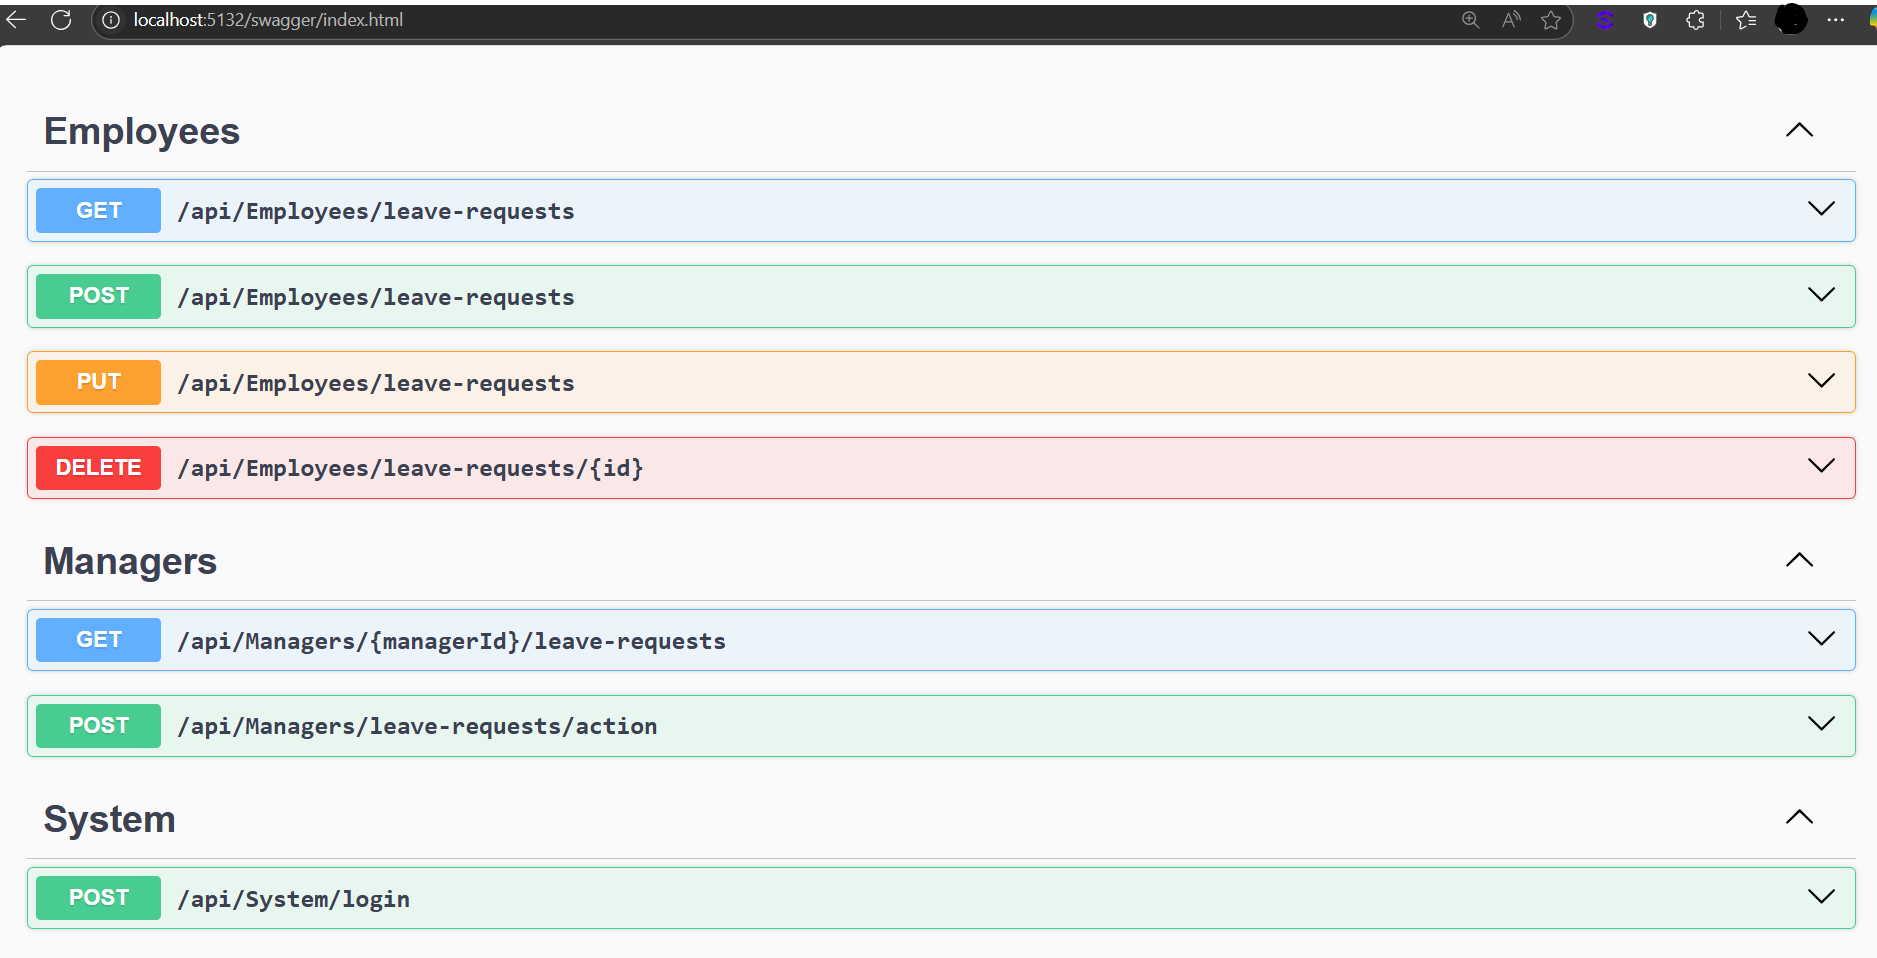 localhost:5132/swagger/index.html
Employees
GET /api/Employees/leave-requests
POST /api/Employees/leave-requests
PUT /api/Employees/leave-requests
DELETE /api/Employees/leave-requests/{id}
Managers
GET /api/Managers/{managerId}/leave-requests
POST /api/Managers/leave-requests/action
System
POST /api/System/login